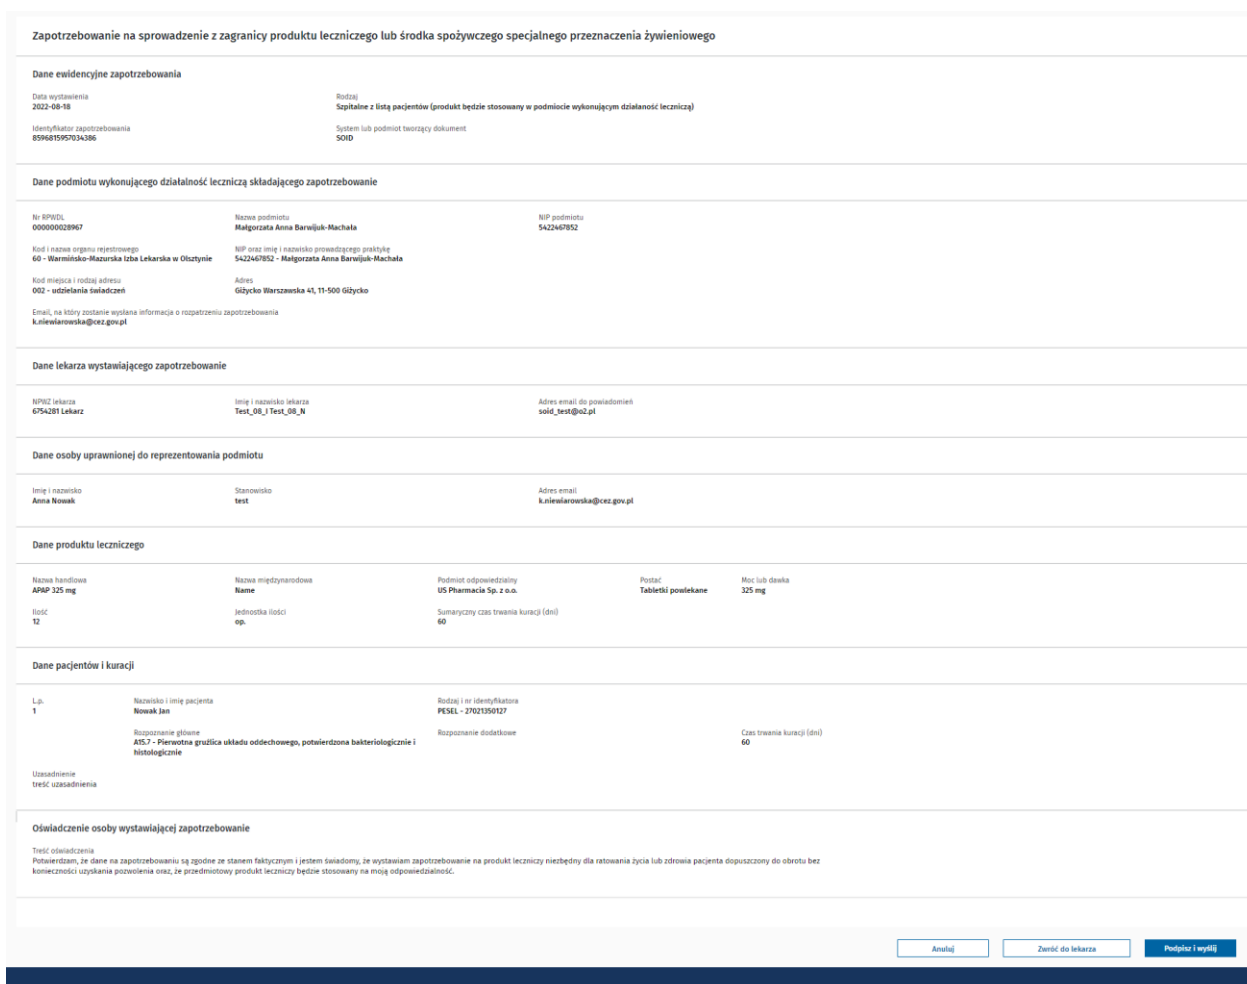 Zapotrzebowanie na sprowadzenie z zagranicy produktu leczniczego lub środka spożywczego specjalnego przeznaczenia żywieniowego
Dane ewidencyjne zapotrzebowania
Data wystawienia Rodzaj
2022-08-18 Szpitalne z listą pacjentów (produkt będzie stosowany w podmiocie wykonującym działaność leczniczą)
Identyfikator zapotrzebowania System lub podmiot tworzący dokument
8596815957034386 SOID
Dane podmiotu wykonującego działalność leczniczą składającego zapotrzebowanie
Nr RPWDL Nazwa podmiotu NIP podmiotu
000000028967 Małgorzata Anna Barwijuk-Machała 5422467852
Kod i nazwa organu rejestrowego NIP oraz imię i nazwisko prowadzącego praktykę
60 - Warmińsko-Mazurska Izba Lekarska w Olsztynie 5422467852 - Małgorzata Anna Barwijuk-Machała
Kod miejsca i rodzaj adresu Adres
002 - udzielania świadczeń Giżycko Warszawska 41, 11-500 Giżycko
Email, na który zostanie wysłana informacja o rozpatrzeniu zapotrzebowania
k.niewiarowska@cez.gov.pl
Dane lekarza wystawiającego zapotrzebowanie
NPWZ lekarza Imię i nazwisko lekarza Adres email do powiadomień
6754281 Lekarz Test_08_I Test_08_N soid_test@o2.pl
Dane osoby uprawnionej do reprezentowania podmiotu
Imię i nazwisko Stanowisko Adres email
Anna Nowak test k.niewiarowska@cez.gov.pl
Dane produktu leczniczego
Nazwa handlowa Nazwa międzynarodowa Podmiot odpowiedzialny Postać Moc lub dawka
APAP 325 mg Name US Pharmacia Sp. z o.o. Tabletki powlekane 325 mg
Ilość Jednostka ilości Sumaryczny czas trwania kuracji (dni)
12 op. 60
Dane pacjentów i kuracji
L.p. Nazwisko i imię pacjenta Rodzaj i nr identyfikatora
1 Nowak Jan PESEL - 27021350127
Rozpoznanie główne Rozpoznanie dodatkowe Czas trwania kuracji (dni)
A15.7 - Pierwotna gruźlica układu oddechowego, potwierdzona bakteriologicznie i 60
histologicznie
Uzasadnienie
treść uzasadnienia
Oświadczenie osoby wystawiającej zapotrzebowanie
Treść oświadczenia
Potwierdzam, że dane na zapotrzebowaniu są zgodne ze stanem faktycznym i jestem świadomy, że wystawiam zapotrzebowanie na produkt leczniczy niezbędny dla ratowania życia lub zdrowia pacjenta dopuszczony do obrotu bez
konieczności uzyskania pozwolenia oraz, że przedmiotowy produkt leczniczy będzie stosowany na moją odpowiedzialność.
Anuluj Zwróć do lekarza Podpisz i wyślij